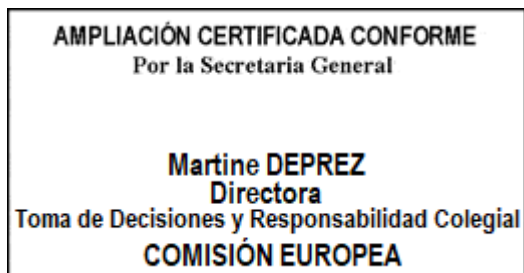 AMPLIACIÓN CERTIFICADA CONFORME
Por la Secretaria General
Martine DEPREZ
Directora
Toma de Decisiones y Responsabilidad Colegial
COMISIÓN EUROPEA